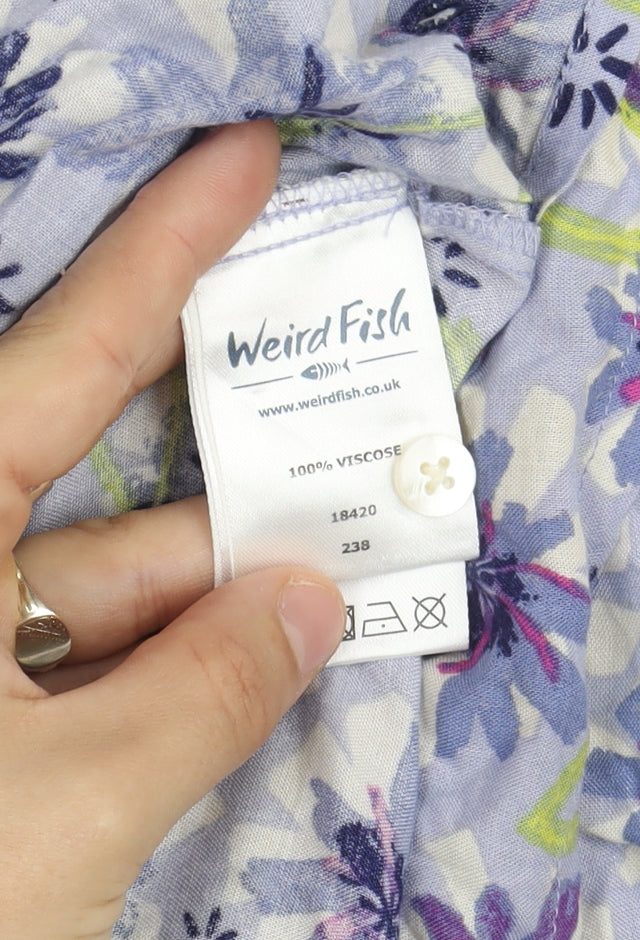 Weird Fish
www.weirdfish.co.uk
100% VISCOSE
18420
238